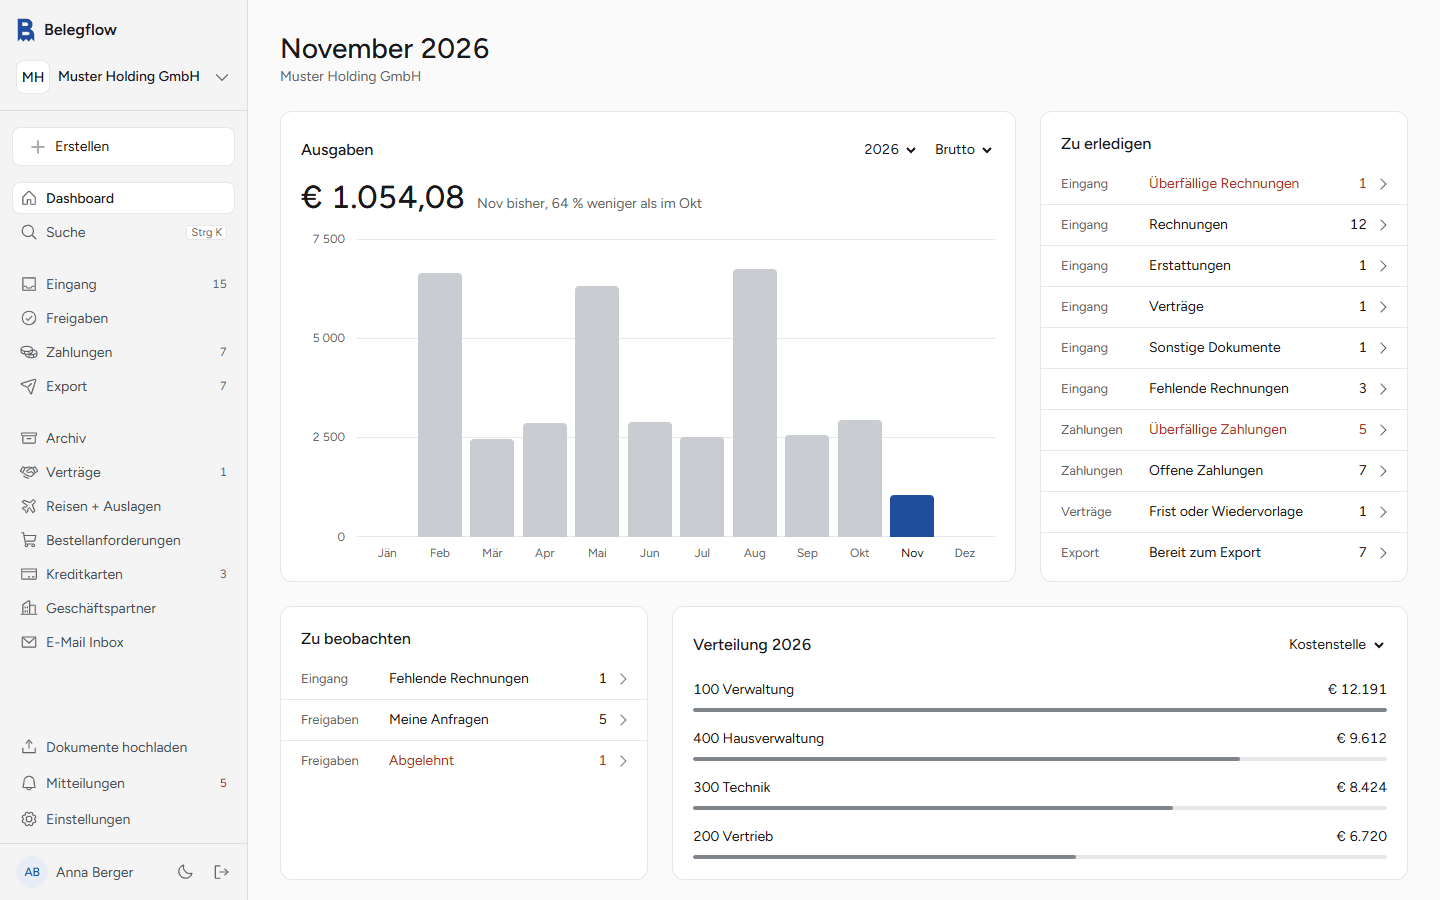 Belegflow
MH Muster Holding GmbH
Erstellen
Dashboard
Suche Strg K
Eingang 15
Freigaben
Zahlungen 7
Export 7
Archiv
Verträge 1
Reisen + Auslagen
Bestellanforderungen
Kreditkarten 3
Geschäftspartner
E-Mail Inbox
Dokumente hochladen
Mitteilungen 5
Einstellungen
AB Anna Berger
November 2026
Muster Holding GmbH
Ausgaben 2026 Brutto
€ 1.054,08 Nov bisher, 64 % weniger als im Okt
7 500
5 000
2 500
0
Jän Feb Mär Apr Mai Jun Jul Aug Sep Okt Nov Dez
Zu erledigen
Eingang Überfällige Rechnungen 1
Eingang Rechnungen 12
Eingang Erstattungen 1
Eingang Verträge 1
Eingang Sonstige Dokumente 1
Eingang Fehlende Rechnungen 3
Zahlungen Überfällige Zahlungen 5
Zahlungen Offene Zahlungen 7
Verträge Frist oder Wiedervorlage 1
Export Bereit zum Export 7
Zu beobachten
Eingang Fehlende Rechnungen 1
Freigaben Meine Anfragen 5
Freigaben Abgelehnt 1
Verteilung 2026 Kostenstelle
100 Verwaltung € 12.191
400 Hausverwaltung € 9.612
300 Technik € 8.424
200 Vertrieb € 6.720